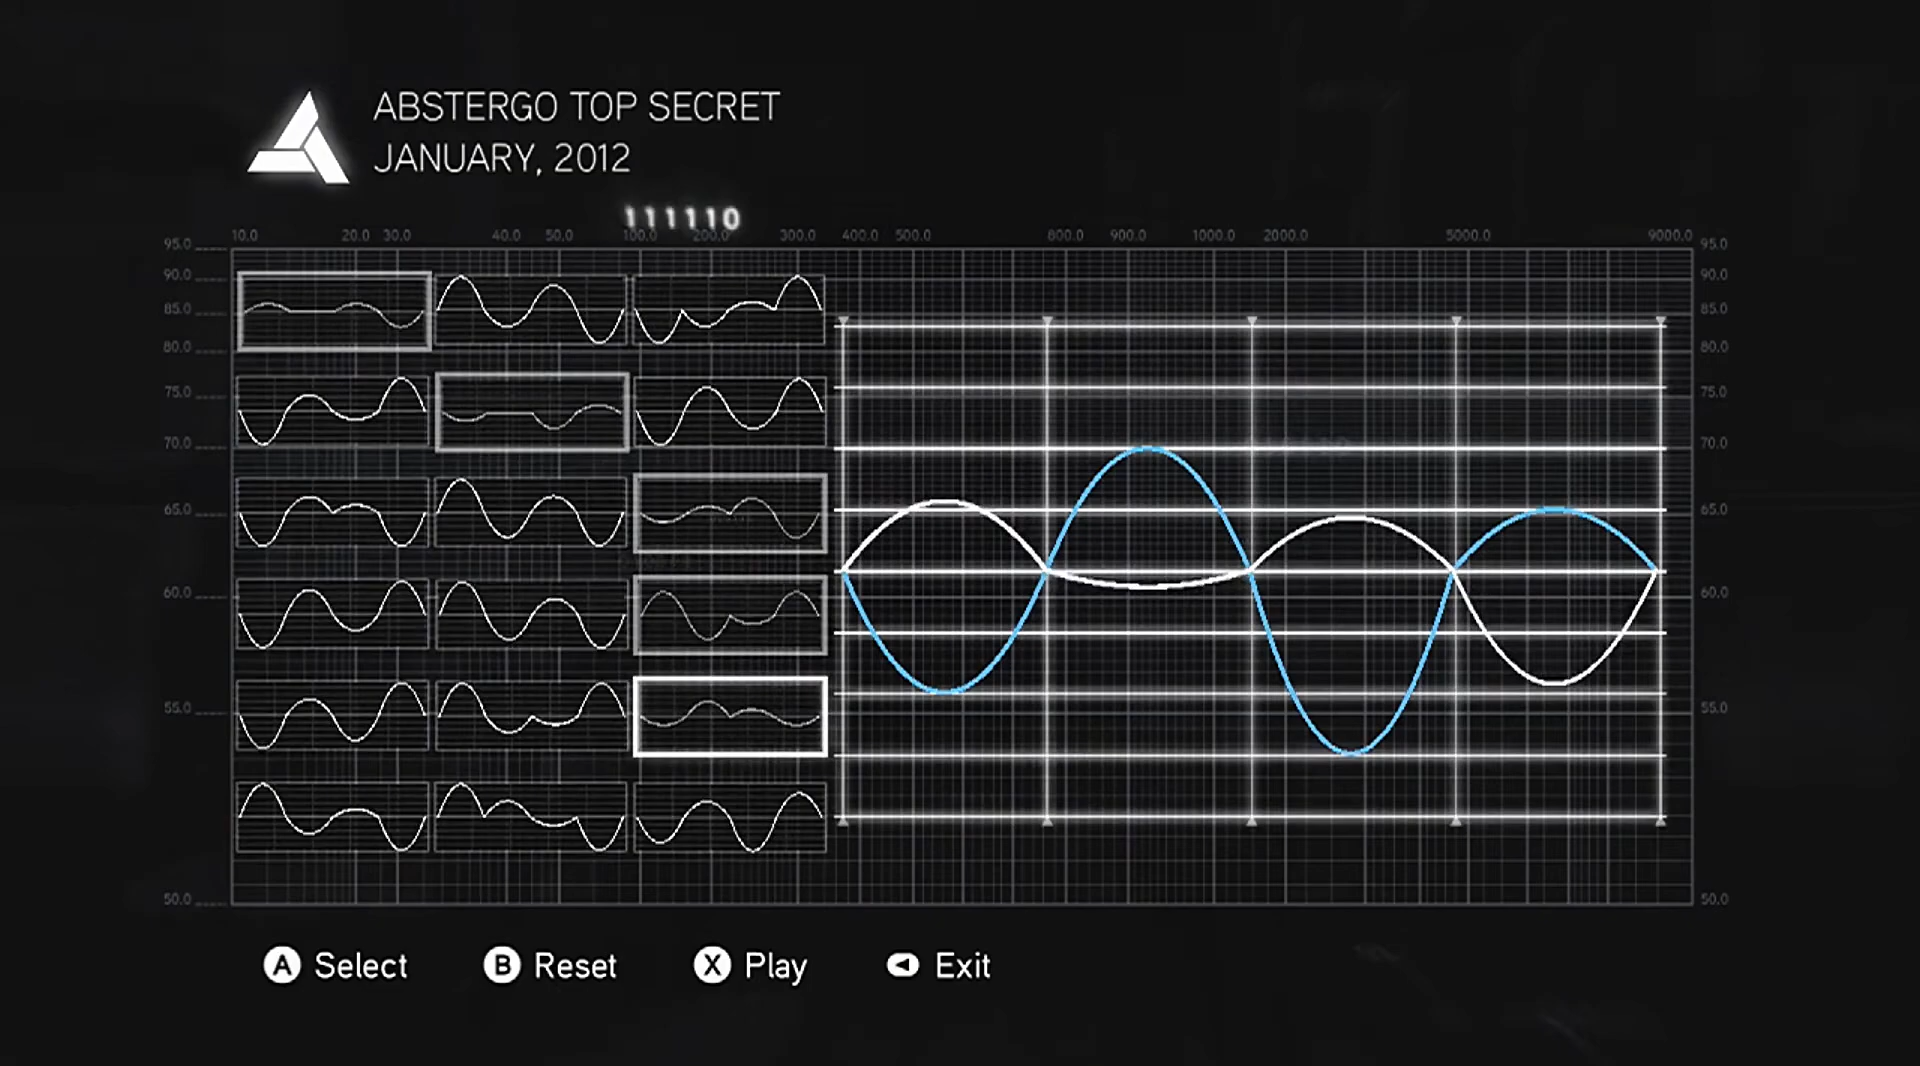 ABSTERGO TOP SECRET
JANUARY, 2012
111110
10.0 20.0 30.0 40.0 50.0 100.0 200.0 300.0 400.0 500.0 800.0 900.0 1000.0 2000.0 5000.0 9000.0
95.0 95.0
90.0 90.0
85.0 85.0
80.0 80.0
75.0 75.0
70.0 70.0
65.0 65.0
60.0 60.0
55.0 55.0
50.0 50.0
A Select B Reset X Play Exit